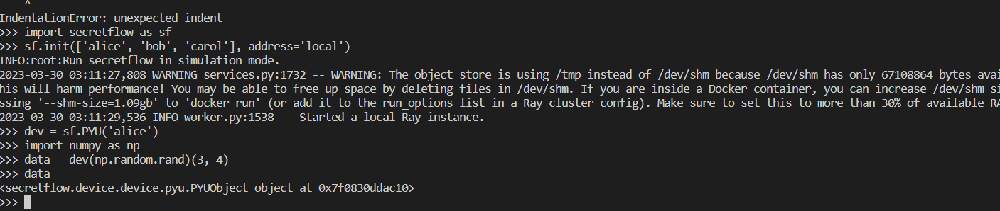 ^
IndentationError: unexpected indent
>>> import secretflow as sf
>>> sf.init(['alice', 'bob', 'carol'], address='local')
INFO:root:Run secretflow in simulation mode.
2023-03-30 03:11:27,808 WARNING services.py:1732 -- WARNING: The object store is using /tmp instead of /dev/shm because /dev/shm has only 67108864 bytes avai
his will harm performance! You may be able to free up space by deleting files in /dev/shm. If you are inside a Docker container, you can increase /dev/shm si
ssing '--shm-size=1.09gb' to 'docker run' (or add it to the run_options list in a Ray cluster config). Make sure to set this to more than 30% of available RA
2023-03-30 03:11:29,536 INFO worker.py:1538 -- Started a local Ray instance.
>>> dev = sf.PYU('alice')
>>> import numpy as np
>>> data = dev(np.random.rand)(3, 4)
>>> data
<secretflow.device.device.pyu.PYUObject object at 0x7f0830ddac10>
>>>